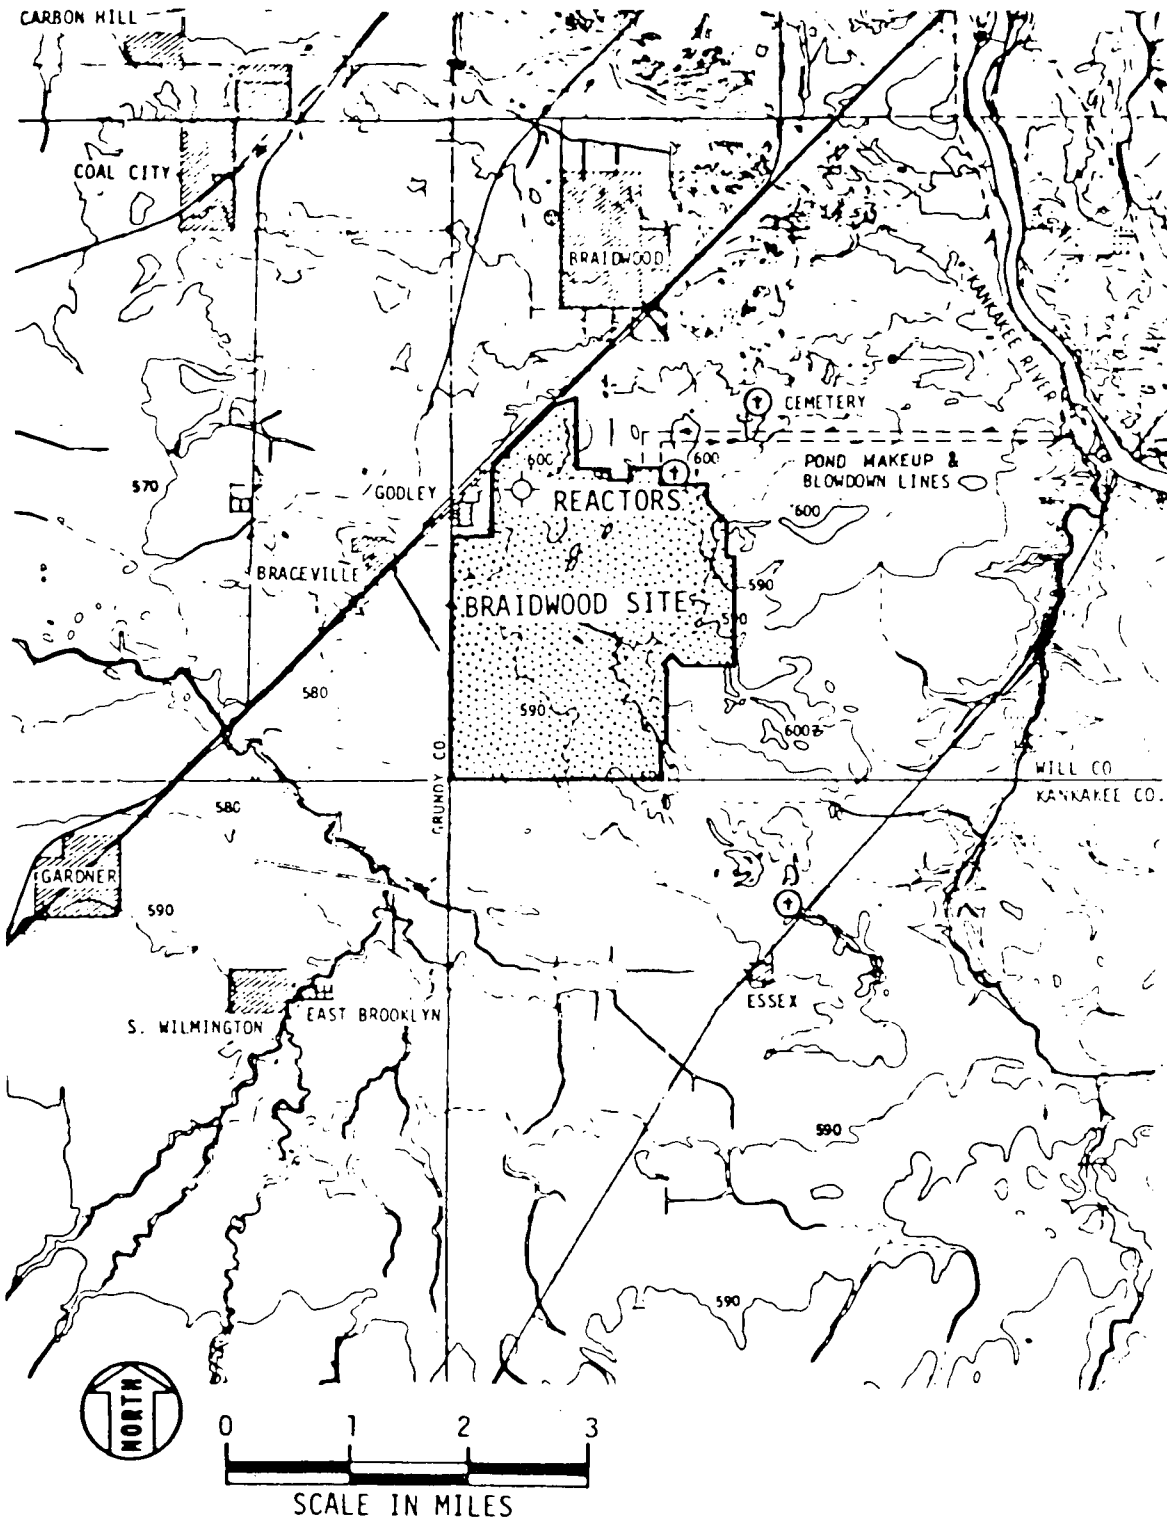 CARBON HILL
COAL CITY
BRAIDWOOD
KANKAKEE RIVER
CEMETERY
600
600
POND MAKEUP &
BLOWDOWN LINES
570
GODLEY
REACTORS
600
BRACEVILLE
590
BRAIDWOOD SITE
590
580
590
600
WILL CO
KANKAKEE CO.
GRUNDY CO
580
GARDNER
590
ESSEX
S. WILMINGTON
EAST BROOKLYN
590
590
NORTH
0 1 2 3
SCALE IN MILES